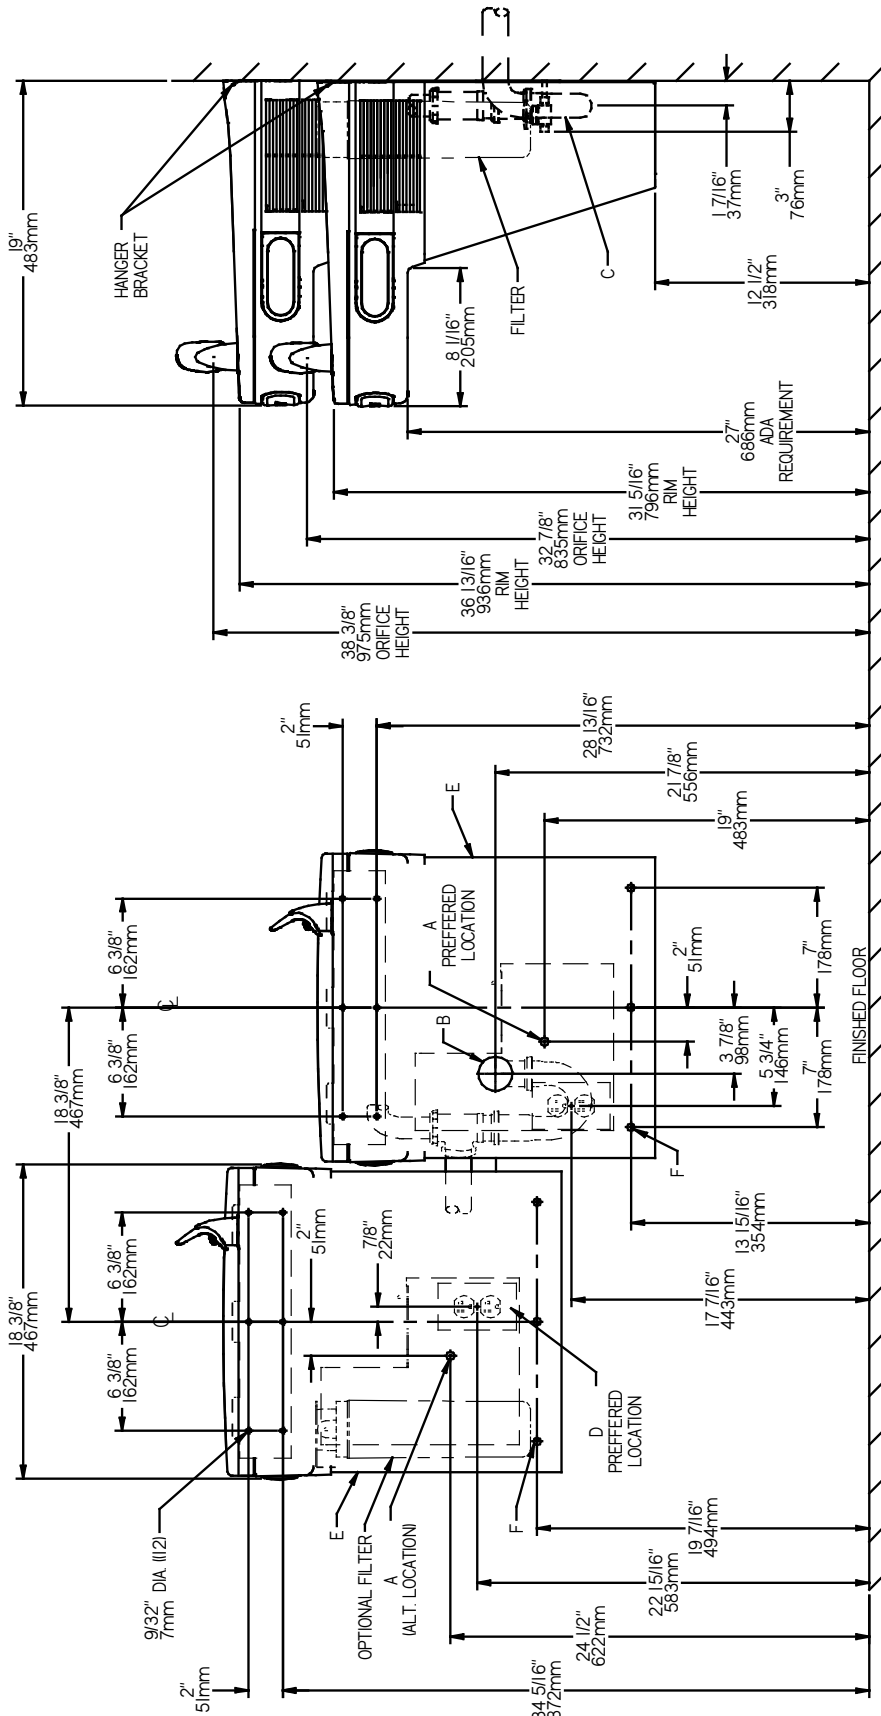 19"
483mm
HANGER
BRACKET
8 1/16"
205mm
FILTER
C
1 7/16"
37mm
3"
76mm
12 1/2"
318mm
27"
686mm
ADA
REQUIREMENT
31 5/16"
796mm
RIM
HEIGHT
32 7/8"
835mm
ORIFICE
HEIGHT
36 13/16"
936mm
RIM
HEIGHT
38 3/8"
975mm
ORIFICE
HEIGHT
2"
51mm
28 13/16"
732mm
21 7/8"
556mm
19"
483mm
E
A
PREFFERED
LOCATION
B
6 3/8"
162mm
6 3/8"
162mm
CL
18 3/8"
467mm
2"
51mm
7"
178mm
3 7/8"
98mm
5 3/4"
146mm
7"
178mm
FINISHED FLOOR
F
13 15/16"
354mm
17 7/16"
443mm
18 3/8"
467mm
6 3/8"
162mm
6 3/8"
162mm
CL
2"
51mm
7/8"
22mm
D
PREFFERED
LOCATION
E
OPTIONAL FILTER
A
(ALT. LOCATION)
F
9/32" DIA. (12)
7mm
2"
51mm
19 7/16"
494mm
22 15/16"
583mm
24 1/2"
622mm
34 5/16"
872mm